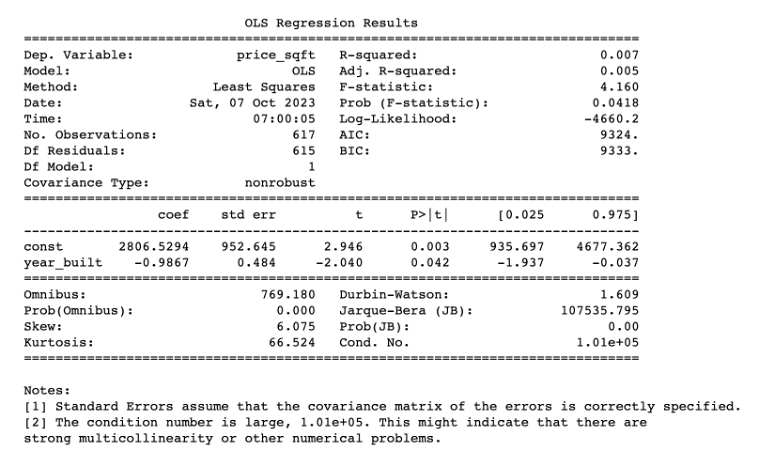 OLS Regression Results
==============================================================================
Dep. Variable: price_sqft R-squared: 0.007
Model: OLS Adj. R-squared: 0.005
Method: Least Squares F-statistic: 4.160
Date: Sat, 07 Oct 2023 Prob (F-statistic): 0.0418
Time: 07:00:05 Log-Likelihood: -4660.2
No. Observations: 617 AIC: 9324.
Df Residuals: 615 BIC: 9333.
Df Model: 1
Covariance Type: nonrobust
==============================================================================
coef std err t P>|t| [0.025 0.975]
------------------------------------------------------------------------------
const 2806.5294 952.645 2.946 0.003 935.697 4677.362
year_built -0.9867 0.484 -2.040 0.042 -1.937 -0.037
==============================================================================
Omnibus: 769.180 Durbin-Watson: 1.609
Prob(Omnibus): 0.000 Jarque-Bera (JB): 107535.795
Skew: 6.075 Prob(JB): 0.00
Kurtosis: 66.524 Cond. No. 1.01e+05
==============================================================================
Notes:
[1] Standard Errors assume that the covariance matrix of the errors is correctly specified.
[2] The condition number is large, 1.01e+05. This might indicate that there are
strong multicollinearity or other numerical problems.